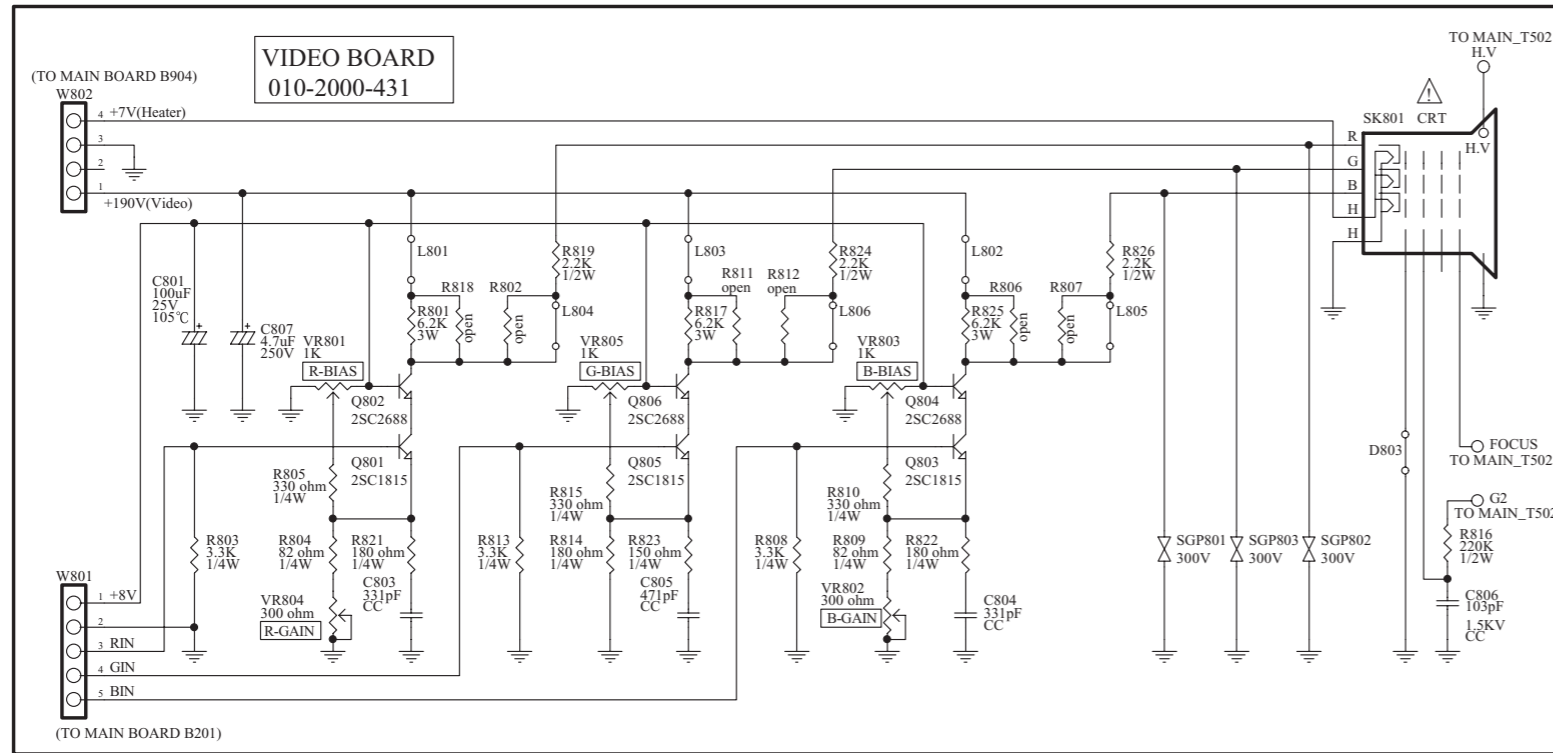 VIDEO BOARD
010-2000-431
(TO MAIN BOARD B904)
W802
4 +7V(Heater)
3
2
1
+190V(Video)
TO MAIN_T502
H.V
SK801 CRT
R
G
B
H
H
H.V
C801
100uF
25V
105℃
+
C807
4.7uF
250V
+
L801
R818
open
R801
6.2K
3W
R802
open
R819
2.2K
1/2W
L804
VR801
1K
R-BIAS
Q802
2SC2688
Q801
2SC1815
R805
330 ohm
1/4W
R803
3.3K
1/4W
R804
82 ohm
1/4W
R821
180 ohm
1/4W
C803
331pF
CC
VR804
300 ohm
R-GAIN
L803
R811
open
R817
6.2K
3W
R812
open
R824
2.2K
1/2W
L806
VR805
1K
G-BIAS
Q806
2SC2688
Q805
2SC1815
R815
330 ohm
1/4W
R813
3.3K
1/4W
R814
180 ohm
1/4W
R823
150 ohm
1/4W
C805
471pF
CC
L802
R806
open
R825
6.2K
3W
R807
open
R826
2.2K
1/2W
L805
VR803
1K
B-BIAS
Q804
2SC2688
Q803
2SC1815
R810
330 ohm
1/4W
R808
3.3K
1/4W
R809
82 ohm
1/4W
R822
180 ohm
1/4W
C804
331pF
CC
VR802
300 ohm
B-GAIN
SGP801
300V
SGP803
300V
SGP802
300V
D803
FOCUS
TO MAIN_T502
G2
TO MAIN_T502
R816
220K
1/2W
C806
103pF
1.5KV
CC
W801
1 +8V
2
3 RIN
4 GIN
5 BIN
(TO MAIN BOARD B201)